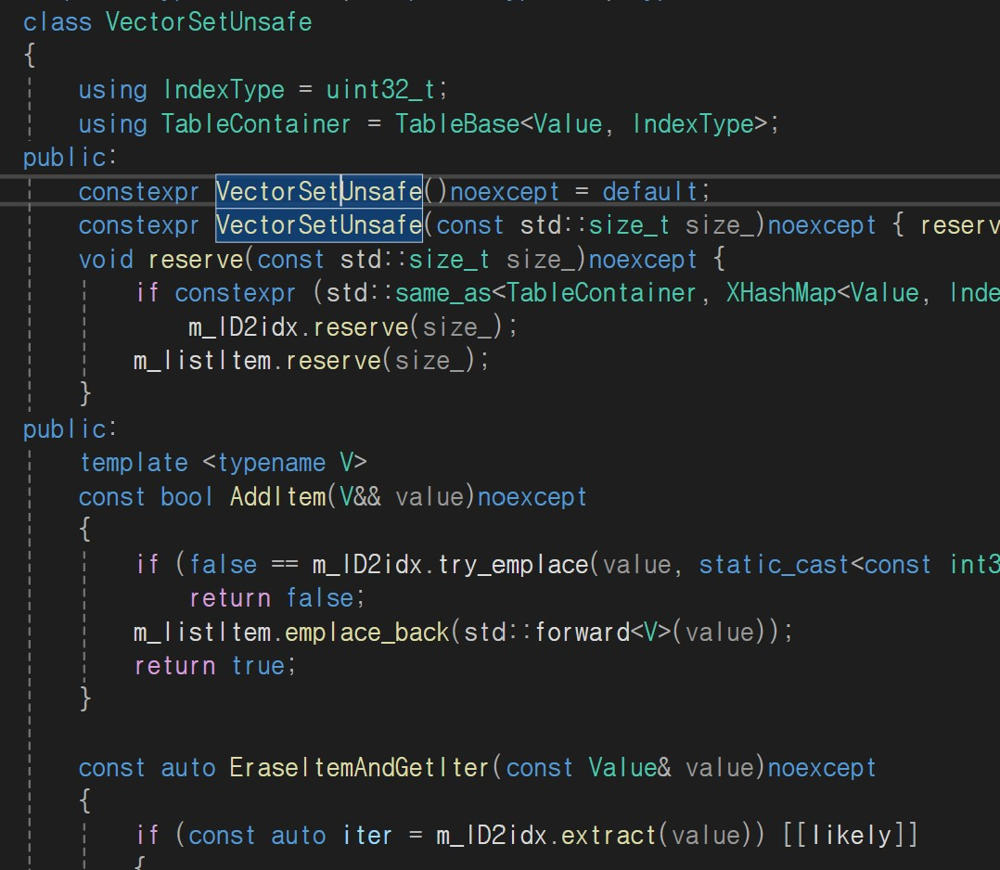 class VectorSetUnsafe
{
using IndexType = uint32_t;
using TableContainer = TableBase<Value, IndexType>;
public:
constexpr VectorSetUnsafe()noexcept = default;
constexpr VectorSetUnsafe(const std::size_t size_)noexcept { reserv
void reserve(const std::size_t size_)noexcept {
if constexpr (std::same_as<TableContainer, XHashMap<Value, Inde
m_ID2idx.reserve(size_);
m_listItem.reserve(size_);
}
public:
template <typename V>
const bool AddItem(V&& value)noexcept
{
if (false == m_ID2idx.try_emplace(value, static_cast<const int3
return false;
m_listItem.emplace_back(std::forward<V>(value));
return true;
}
const auto EraseItemAndGetIter(const Value& value)noexcept
{
if (const auto iter = m_ID2idx.extract(value)) [[likely]]
{